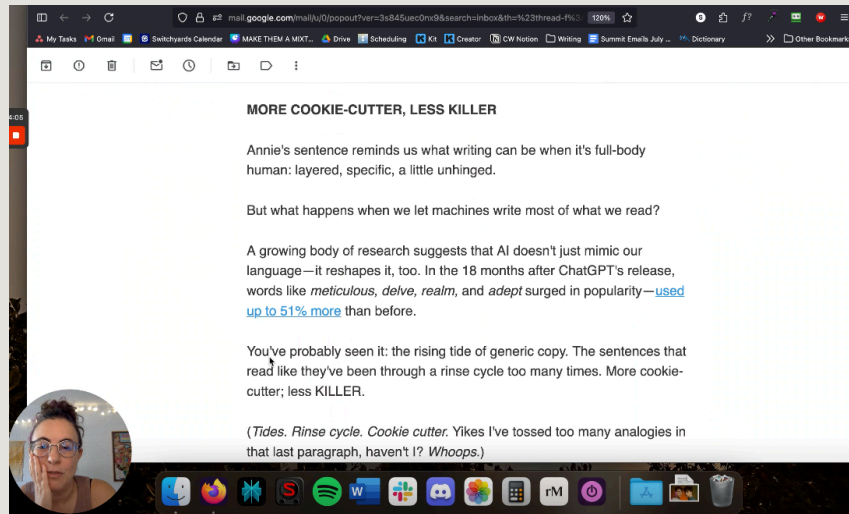 mail.google.com/mail/u/0/popout?ver=3s845uec0nx9&search=inbox&th=%23thread-f%3
120%
My Tasks
Gmail
Switchyards Calendar
MAKE THEM A MIXT...
Drive
Scheduling
Kit
Creator
CW Notion
Writing
Summit Emails July ...
Dictionary
Other Bookmark
4:05
MORE COOKIE-CUTTER, LESS KILLER
Annie's sentence reminds us what writing can be when it's full-body
human: layered, specific, a little unhinged.
But what happens when we let machines write most of what we read?
A growing body of research suggests that AI doesn't just mimic our
language—it reshapes it, too. In the 18 months after ChatGPT's release,
words like meticulous, delve, realm, and adept surged in popularity—used
up to 51% more than before.
You've probably seen it: the rising tide of generic copy. The sentences that
read like they've been through a rinse cycle too many times. More cookie-
cutter; less KILLER.
(Tides. Rinse cycle. Cookie cutter. Yikes I've tossed too many analogies in
that last paragraph, haven't I? Whoops.)
rM